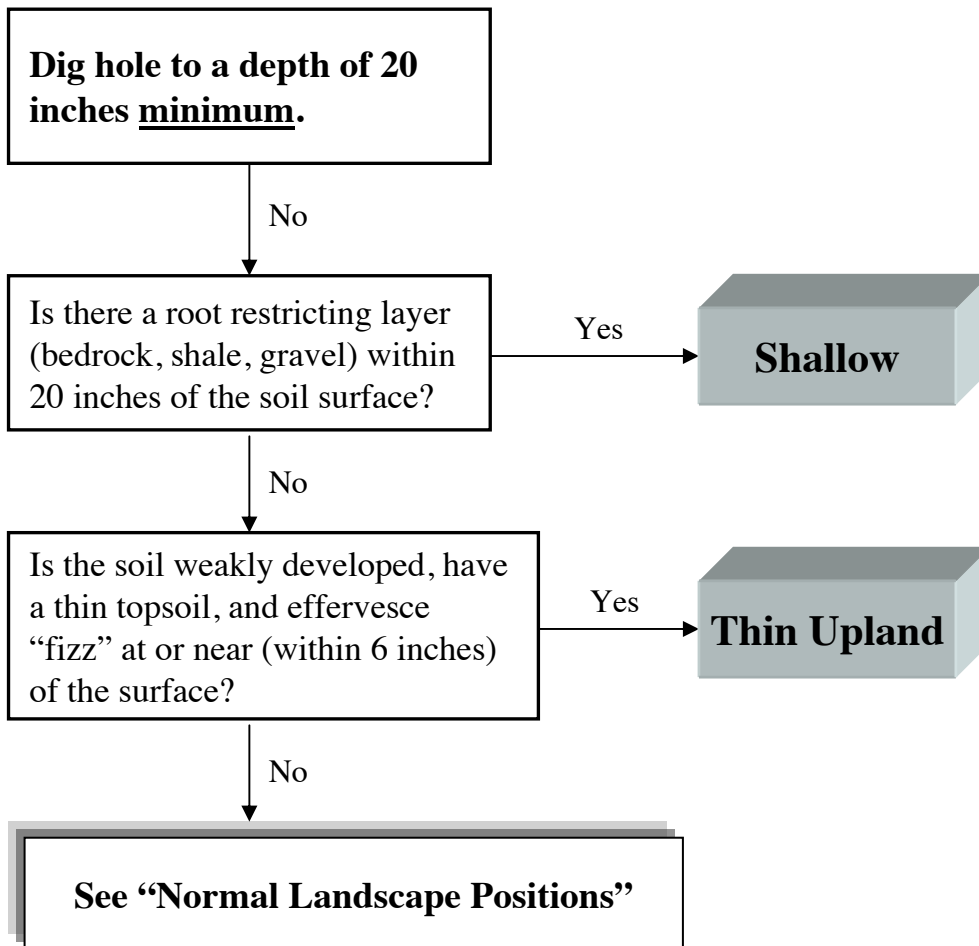 Dig hole to a depth of 20
inches minimum.
No
Is there a root restricting layer
(bedrock, shale, gravel) within
20 inches of the soil surface?
Yes
Shallow
No
Is the soil weakly developed, have
a thin topsoil, and effervesce
“fizz” at or near (within 6 inches)
of the surface?
Yes
Thin Upland
No
See “Normal Landscape Positions”